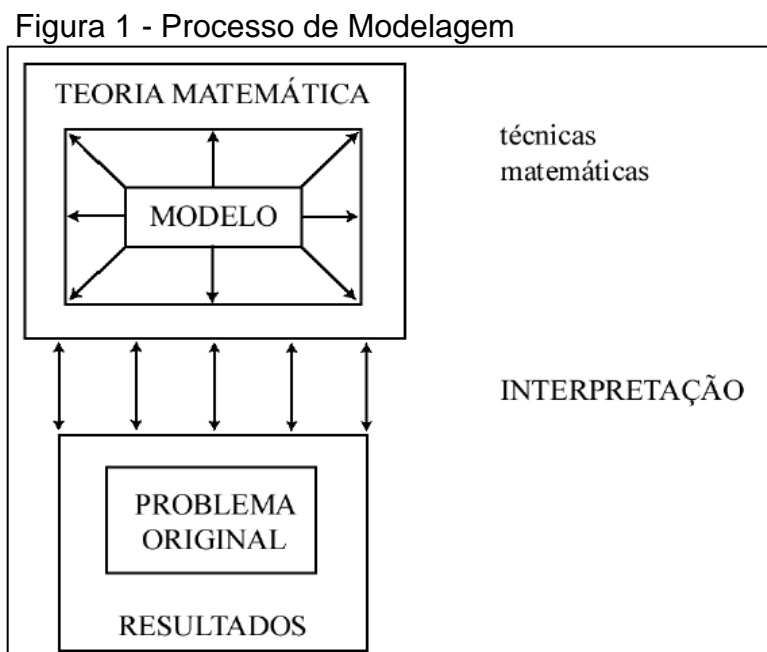 Figura 1 - Processo de Modelagem
TEORIA MATEMÁTICA
técnicas
matemáticas
MODELO
INTERPRETAÇÃO
PROBLEMA
ORIGINAL
RESULTADOS